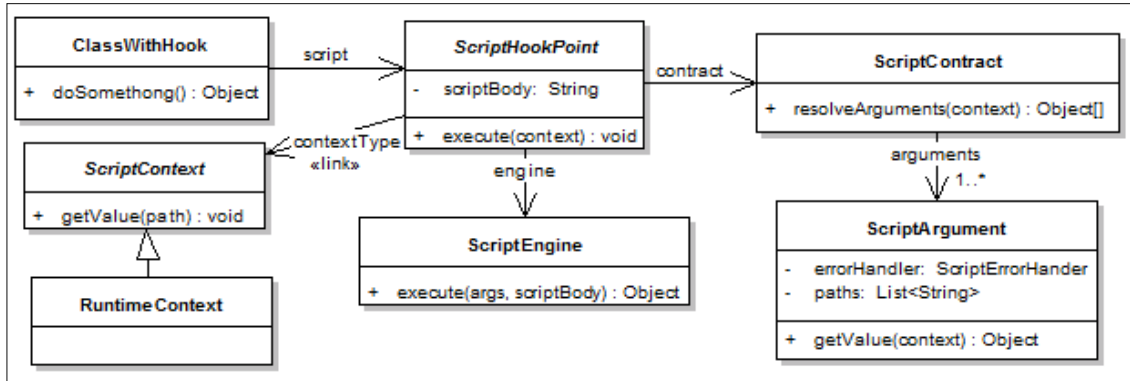 ClassWithHook
+ doSomethong() : Object
script
ScriptHookPoint
- scriptBody: String
+ execute(context) : void
contract
ScriptContract
+ resolveArguments(context) : Object[]
contextType
«link»
ScriptContext
+ getValue(path) : void
engine
arguments
1..*
ScriptEngine
+ execute(args, scriptBody) : Object
ScriptArgument
- errorHandler: ScriptErrorHander
- paths: List<String>
+ getValue(context) : Object
RuntimeContext